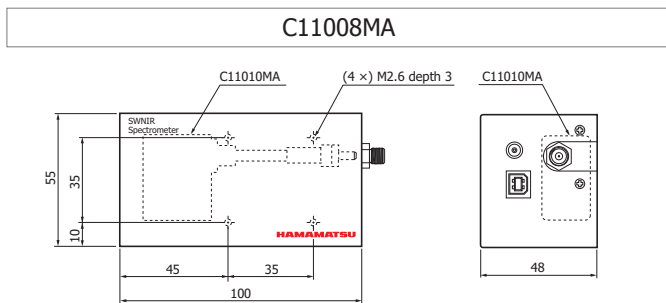 C11008MA
C11010MA
(4 ×) M2.6 depth 3
C11010MA
SWNIR
Spectrometer
55
35
10
HAMAMATSU
45
35
48
100